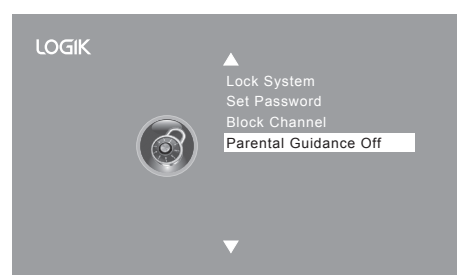 LOGIK
Lock System
Set Password
Block Channel
Parental Guidance Off